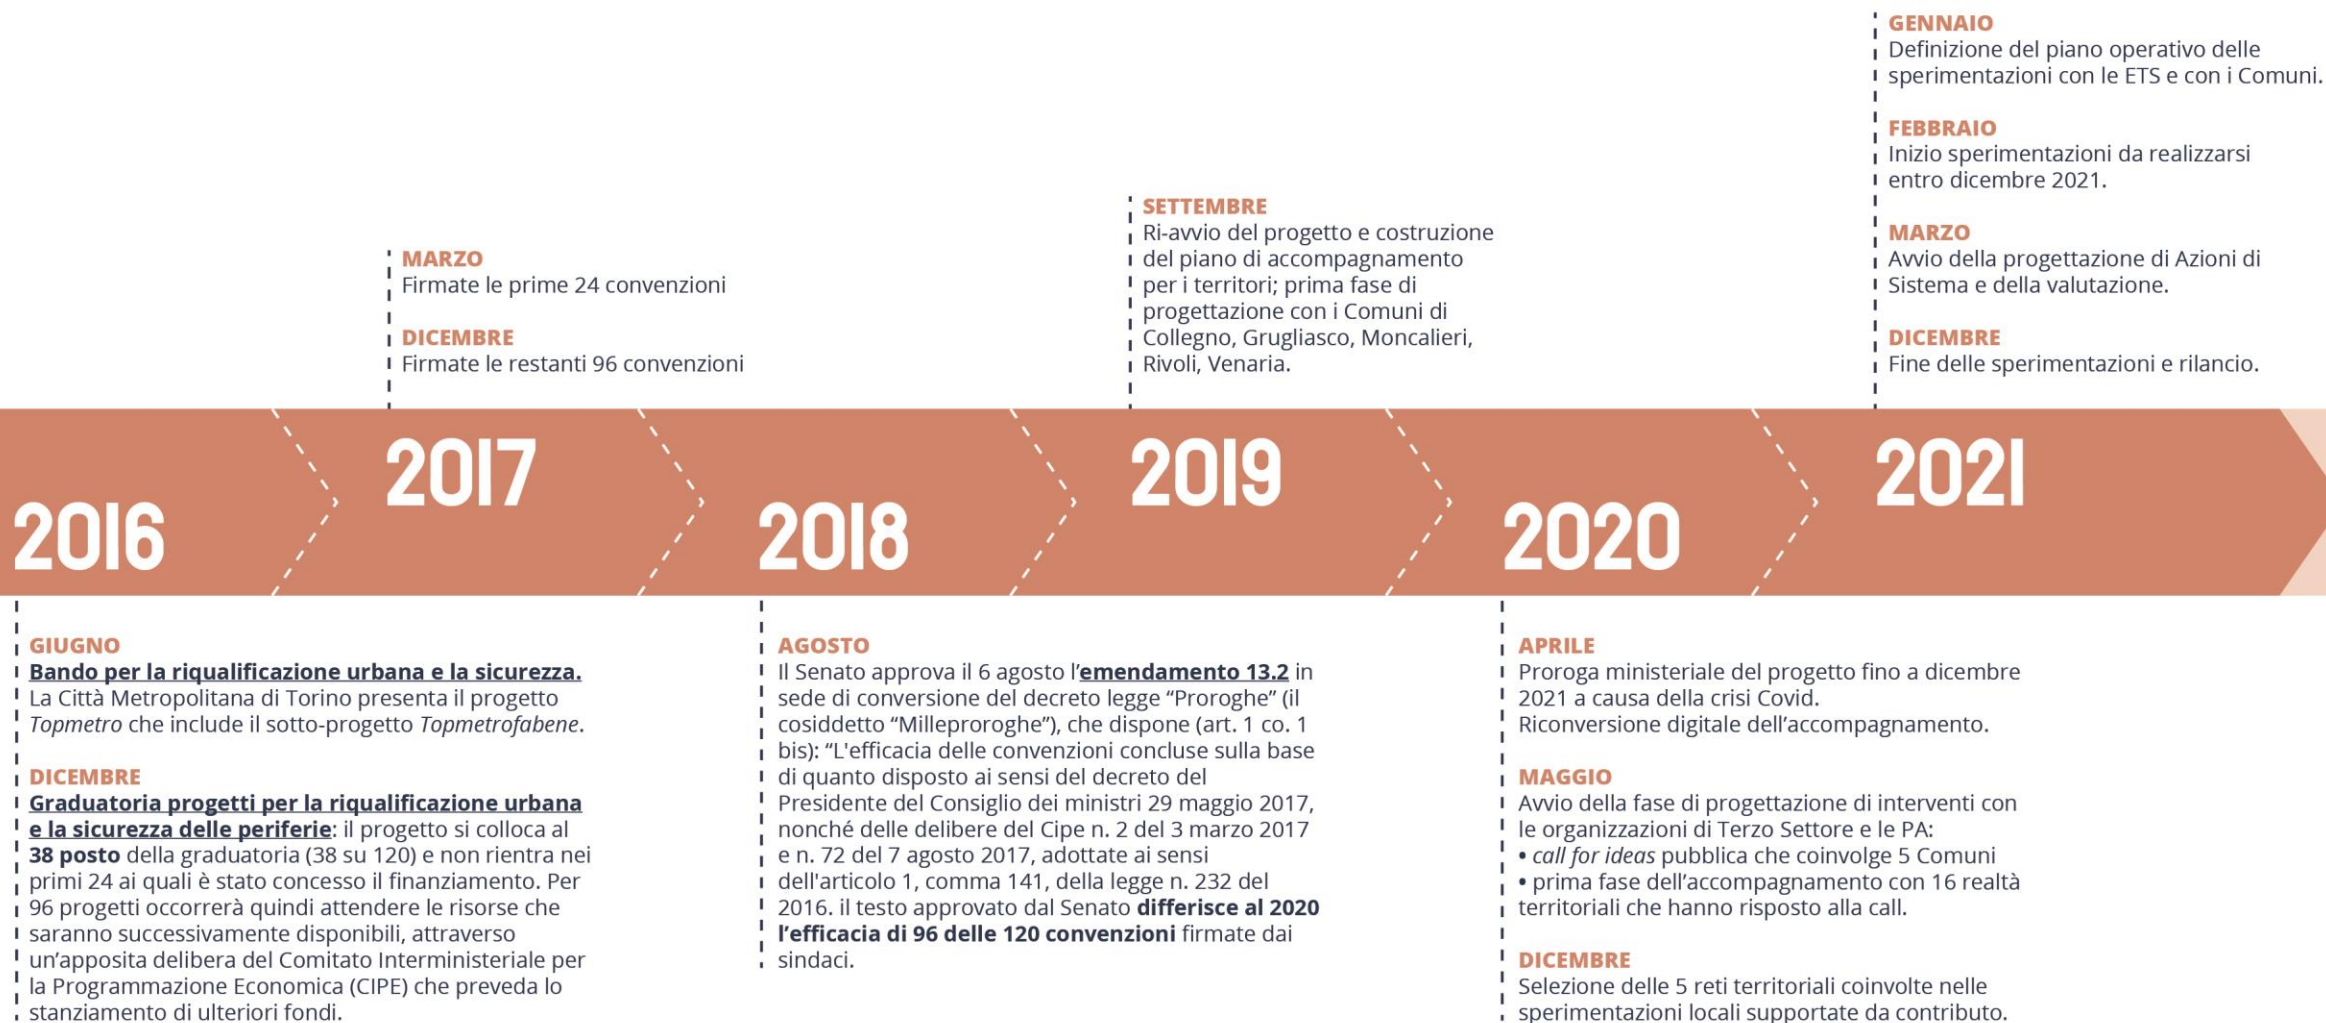 2016
GIUGNO
Bando per la riqualificazione urbana e la sicurezza.
La Città Metropolitana di Torino presenta il progetto
Topmetro che include il sotto-progetto Topmetrofabene.
DICEMBRE
Graduatoria progetti per la riqualificazione urbana
e la sicurezza delle periferie: il progetto si colloca al
38 posto della graduatoria (38 su 120) e non rientra nei
primi 24 ai quali è stato concesso il finanziamento. Per
96 progetti occorrerà quindi attendere le risorse che
saranno successivamente disponibili, attraverso
un’apposita delibera del Comitato Interministeriale per
la Programmazione Economica (CIPE) che preveda lo
stanziamento di ulteriori fondi.
2017
MARZO
Firmate le prime 24 convenzioni
DICEMBRE
Firmate le restanti 96 convenzioni
2018
AGOSTO
Il Senato approva il 6 agosto l’emendamento 13.2 in
sede di conversione del decreto legge “Proroghe” (il
cosiddetto “Milleproroghe”), che dispone (art. 1 co. 1
bis): “L'efficacia delle convenzioni concluse sulla base
di quanto disposto ai sensi del decreto del
Presidente del Consiglio dei ministri 29 maggio 2017,
nonché delle delibere del Cipe n. 2 del 3 marzo 2017
e n. 72 del 7 agosto 2017, adottate ai sensi
dell'articolo 1, comma 141, della legge n. 232 del
2016. il testo approvato dal Senato differisce al 2020
l’efficacia di 96 delle 120 convenzioni firmate dai
sindaci.
2019
SETTEMBRE
Ri-avvio del progetto e costruzione
del piano di accompagnamento
per i territori; prima fase di
progettazione con i Comuni di
Collegno, Grugliasco, Moncalieri,
Rivoli, Venaria.
2020
APRILE
Proroga ministeriale del progetto fino a dicembre
2021 a causa della crisi Covid.
Riconversione digitale dell’accompagnamento.
MAGGIO
Avvio della fase di progettazione di interventi con
le organizzazioni di Terzo Settore e le PA:
• call for ideas pubblica che coinvolge 5 Comuni
• prima fase dell’accompagnamento con 16 realtà
territoriali che hanno risposto alla call.
DICEMBRE
Selezione delle 5 reti territoriali coinvolte nelle
sperimentazioni locali supportate da contributo.
2021
GENNAIO
Definizione del piano operativo delle
sperimentazioni con le ETS e con i Comuni.
FEBBRAIO
Inizio sperimentazioni da realizzarsi
entro dicembre 2021.
MARZO
Avvio della progettazione di Azioni di
Sistema e della valutazione.
DICEMBRE
Fine delle sperimentazioni e rilancio.